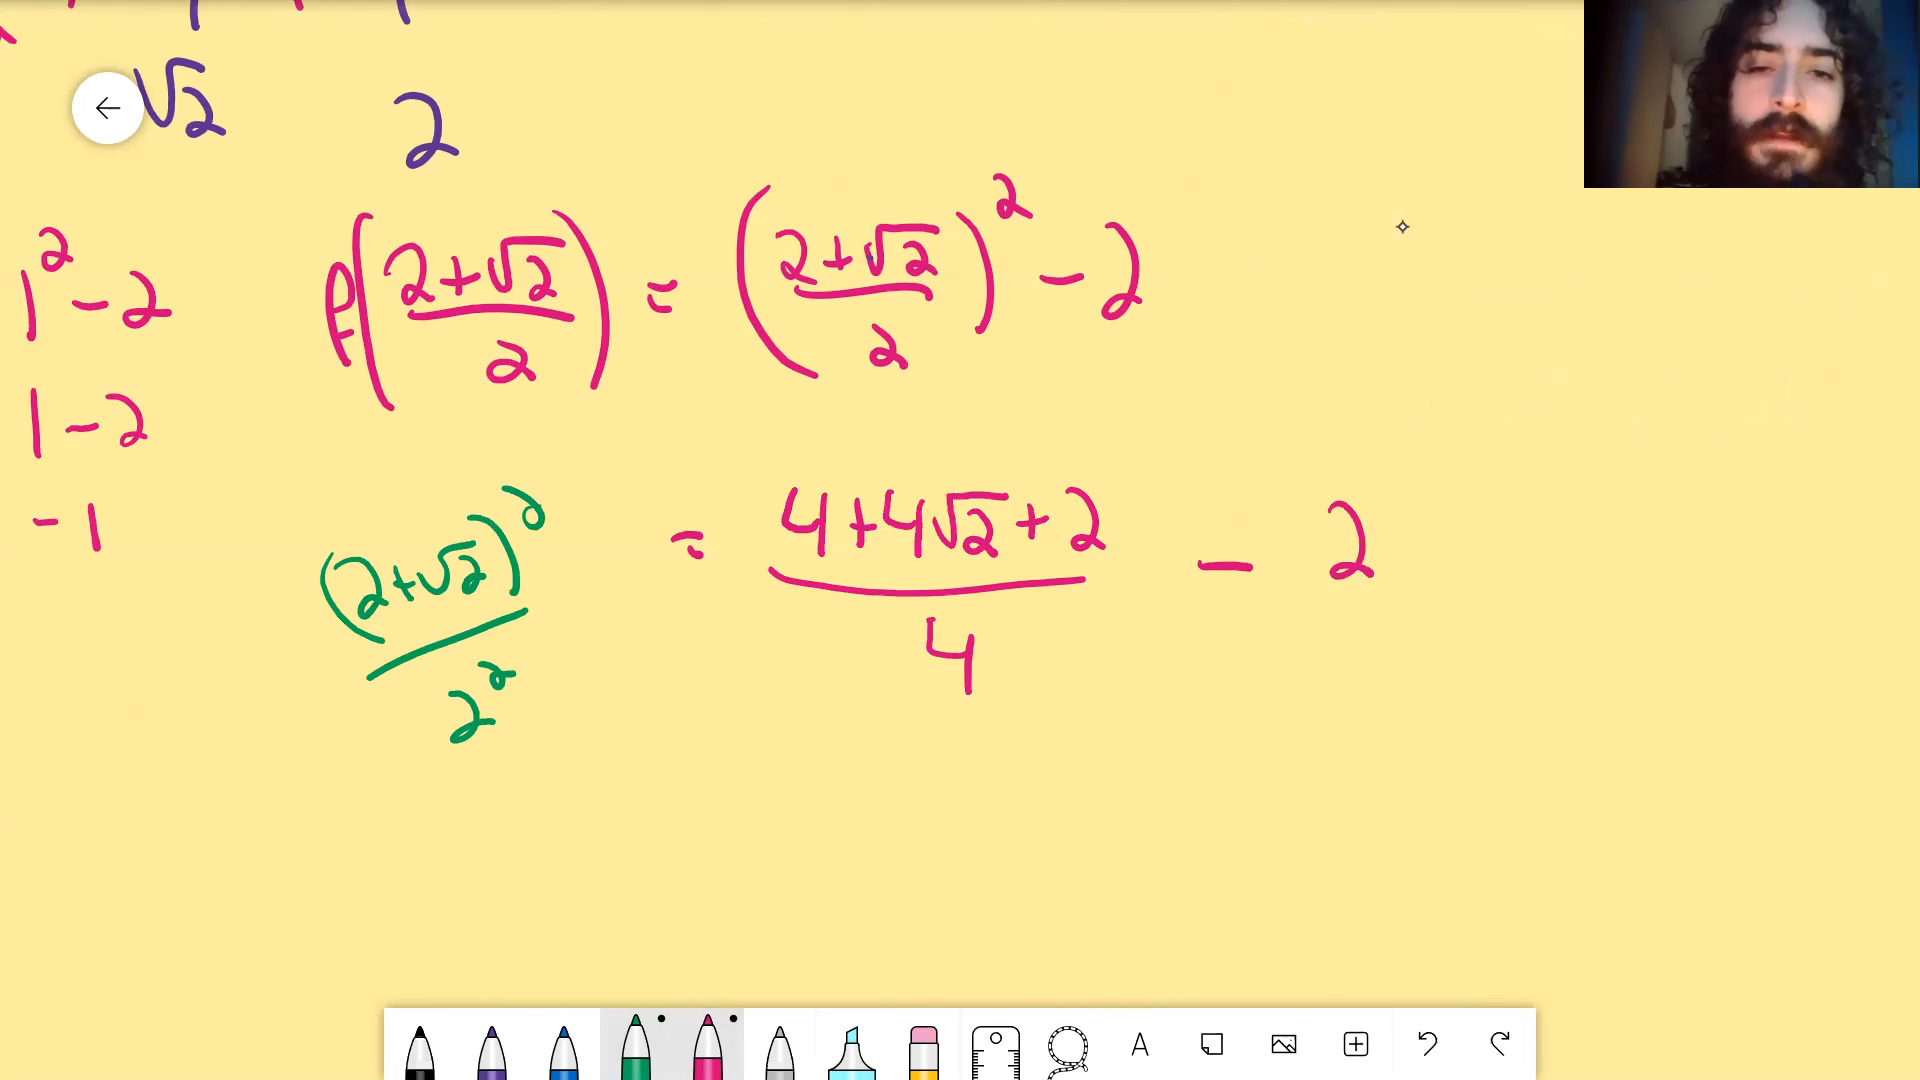 √2 2
1² - 2
1 - 2
- 1
P((2+√2)/2) = ((2+√2)/2)² - 2
(2+√2)²/2²
= (4+4√2+2)/4 - 2
A